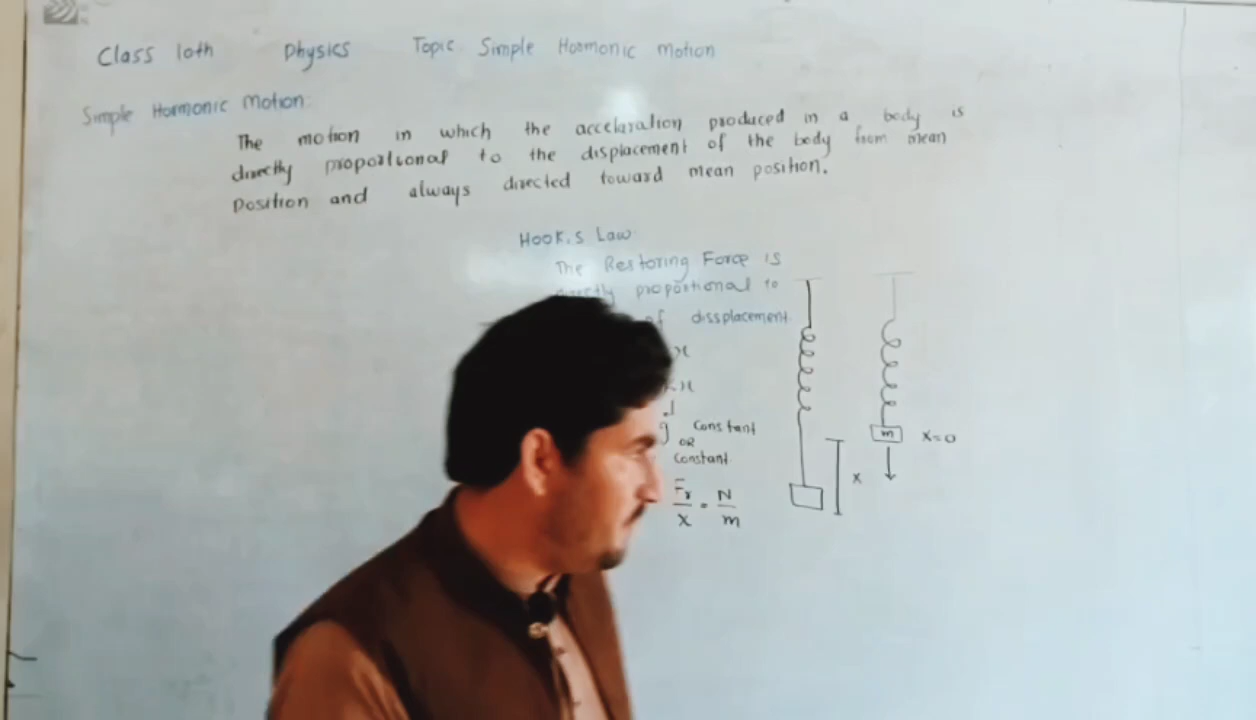 Class 10th Physics Topic Simple Hormonic motion
Simple Hormonic Motion:
The motion in which the accelaration produced in a body is
directly proportional to the displacement of the body from mean
position and always directed toward mean position.
Hook,s Law
The Restoring Force is
directly proportional to
of dissplacement
x
x
g constant
OR
constant
Fr/x = N/m
m
x=0
x